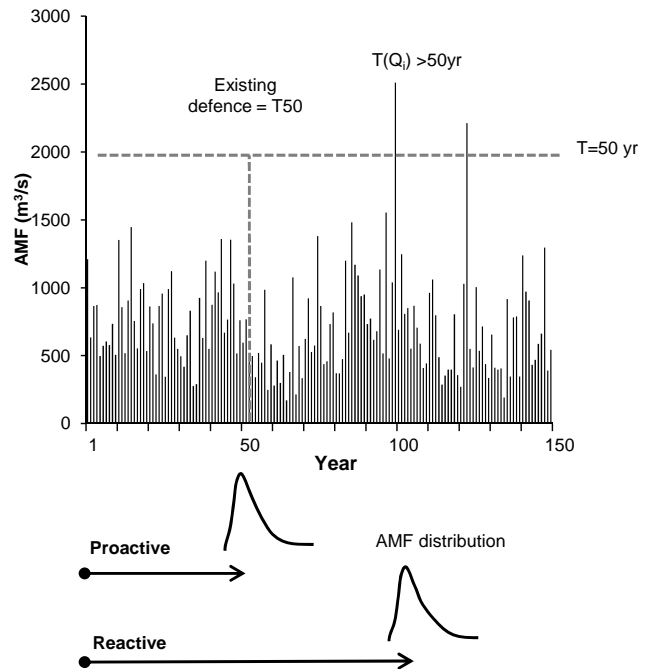 3000
2500
2000
1500
1000
500
0
AMF (m³/s)
T(Qᵢ) >50yr
Existing
defence = T50
T=50 yr
1
50
100
150
Year
Proactive
AMF distribution
Reactive